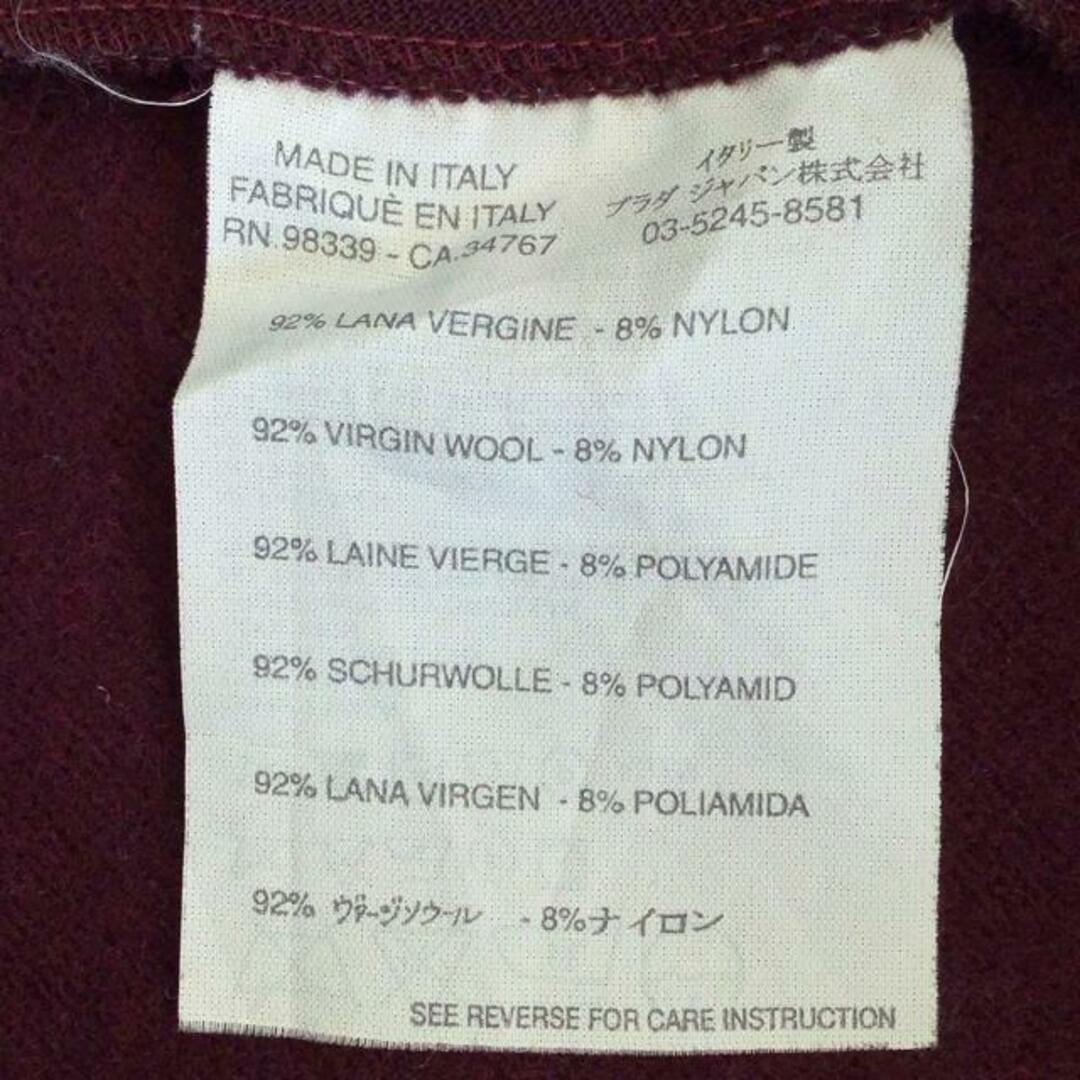 MADE IN ITALY
FABRIQUÈ EN ITALY
RN 98339 - CA.34767
イタリー製
プラダ ジャパン株式会社
03-5245-8581
92% LANA VERGINE - 8% NYLON
92% VIRGIN WOOL - 8% NYLON
92% LAINE VIERGE - 8% POLYAMIDE
92% SCHURWOLLE - 8% POLYAMID
92% LANA VIRGEN - 8% POLIAMIDA
92% ヴァージソウール - 8%ナイロン
SEE REVERSE FOR CARE INSTRUCTION